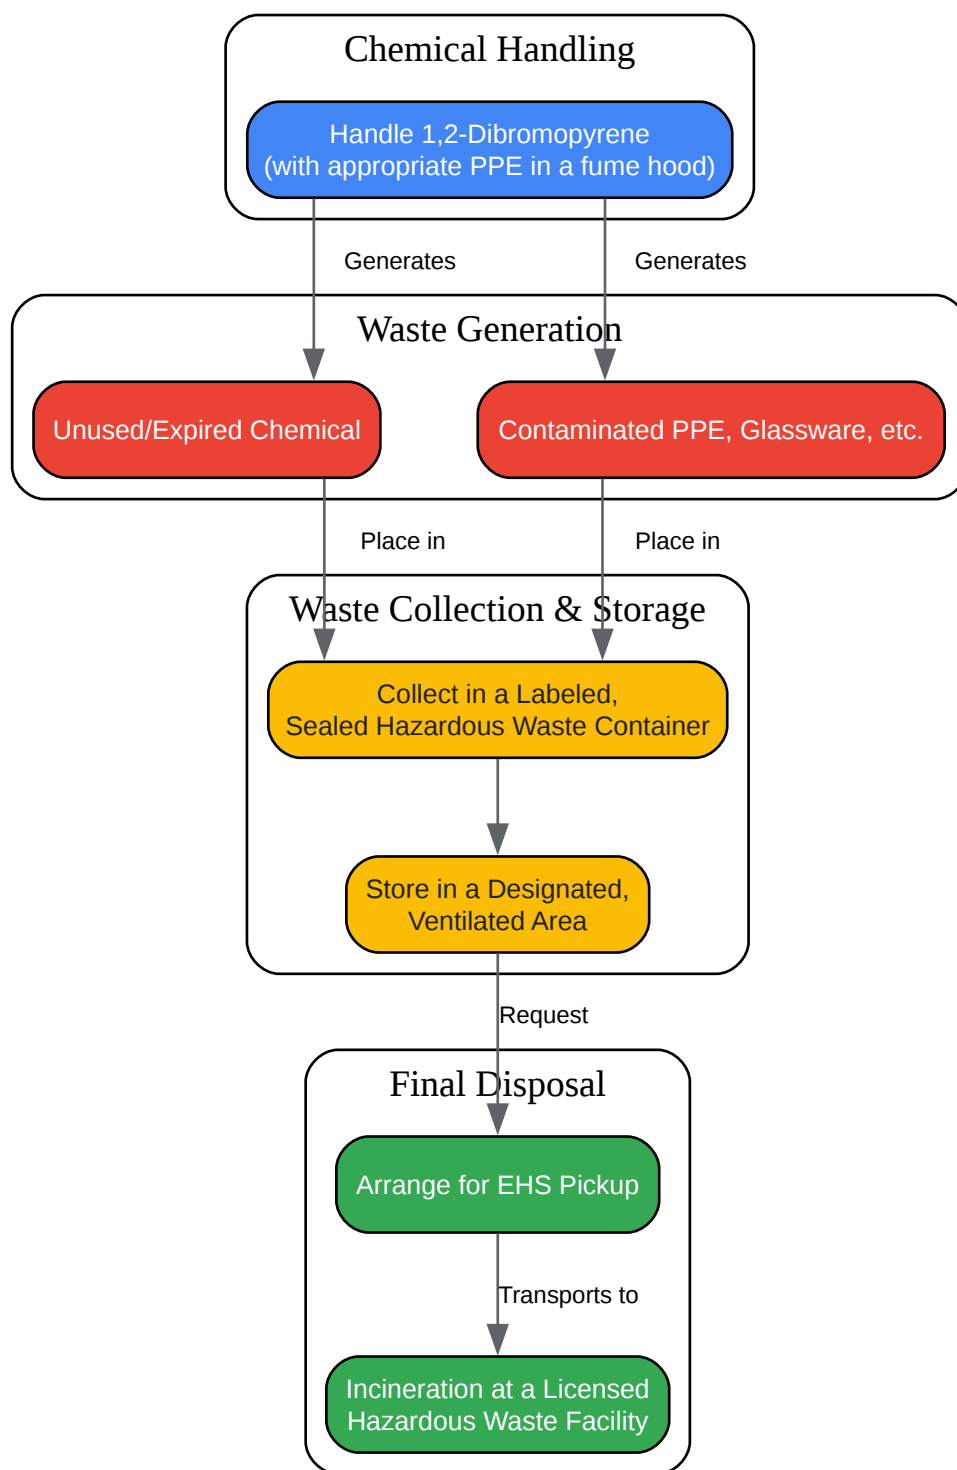 Chemical Handling
Handle 1,2-Dibromopyrene
(with appropriate PPE in a fume hood)
Generates
Generates
Waste Generation
Unused/Expired Chemical
Contaminated PPE, Glassware, etc.
Place in
Place in
Waste Collection & Storage
Collect in a Labeled,
Sealed Hazardous Waste Container
Store in a Designated,
Ventilated Area
Request
Final Disposal
Arrange for EHS Pickup
Transports to
Incineration at a Licensed
Hazardous Waste Facility